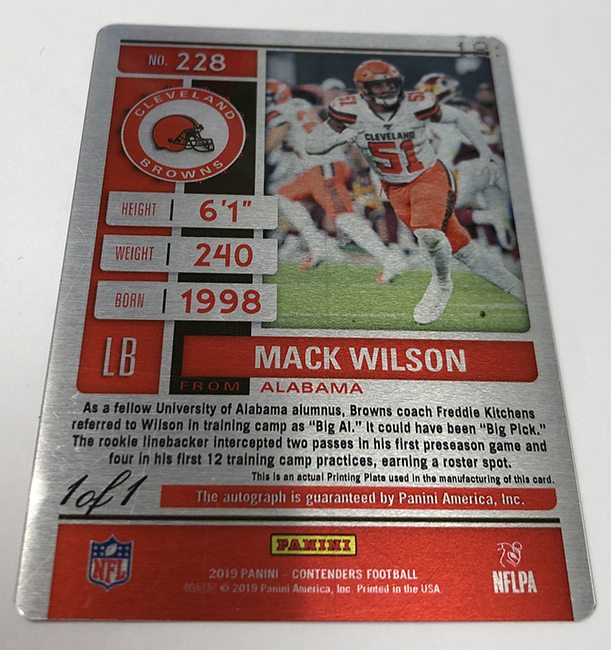 NO. 228
CLEVELAND
BROWNS
CLEVELAND
51
51
HEIGHT | 6'1"
WEIGHT | 240
BORN | 1998
LB
MACK WILSON
FROM ALABAMA
As a fellow University of Alabama alumnus, Browns coach Freddie Kitchens
referred to Wilson in training camp as "Big Al." It could have been "Big Pick."
The rookie linebacker intercepted two passes in his first preseason game and
four in his first 12 training camp practices, earning a roster spot.
This is an actual Printing Plate used in the manufacturing of this card.
1 of 1
The autograph is guaranteed by Panini America, Inc.
NFL
PANINI
NFLPA
2019 PANINI – CONTENDERS FOOTBALL
© 2019 Panini America, Inc. Printed in the USA.